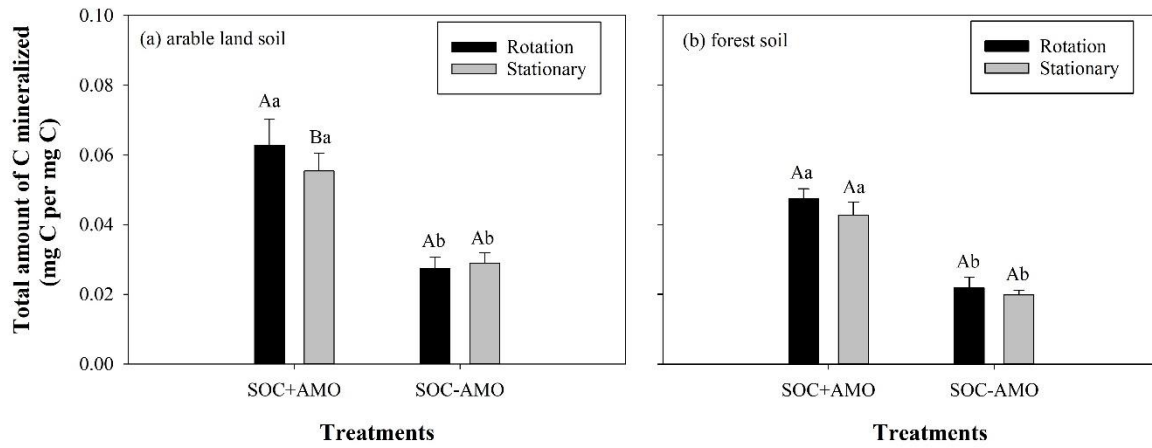 Total amount of C mineralized
(mg C per mg C)
0.10
0.08
0.06
0.04
0.02
0.00
(a) arable land soil
Rotation
Stationary
Aa
Ba
Ab
Ab
SOC+AMO
SOC-AMO
Treatments
(b) forest soil
Rotation
Stationary
Aa
Aa
Ab
Ab
SOC+AMO
SOC-AMO
Treatments